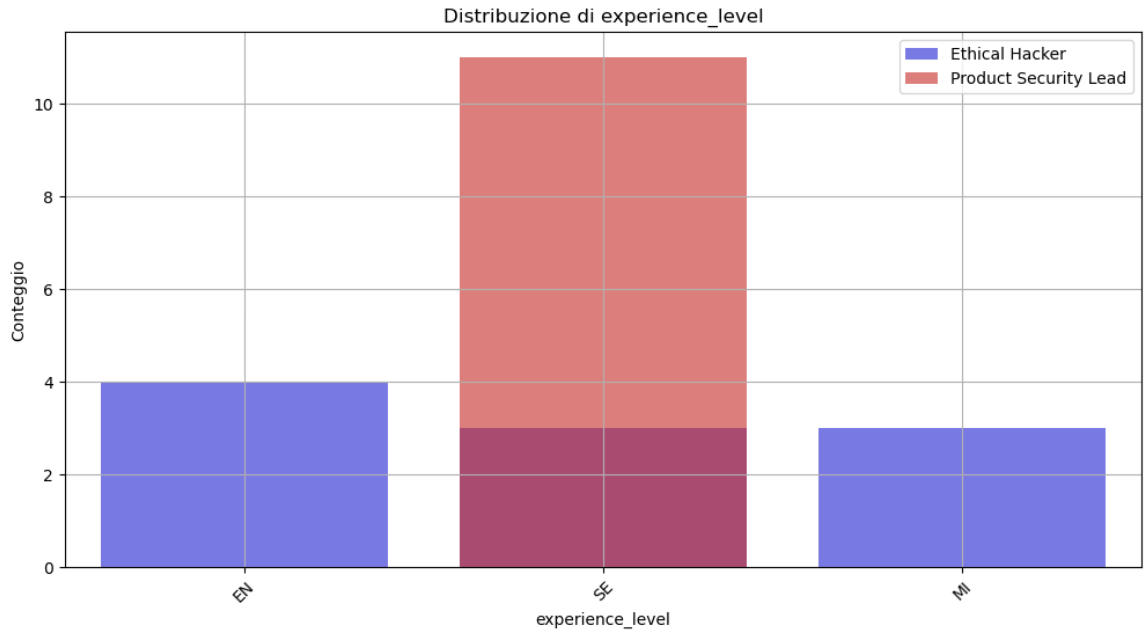 Distribuzione di experience_level
Ethical Hacker
Product Security Lead
Conteggio
10
8
6
4
2
0
EN
SE
MI
experience_level